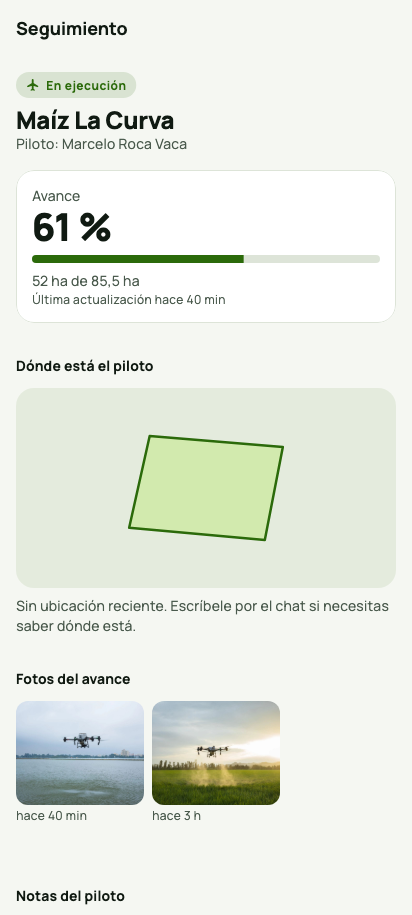 Seguimiento
En ejecución
Maíz La Curva
Piloto: Marcelo Roca Vaca
Avance
61 %
52 ha de 85,5 ha
Última actualización hace 40 min
Dónde está el piloto
Sin ubicación reciente. Escríbele por el chat si necesitas
saber dónde está.
Fotos del avance
hace 40 min
hace 3 h
Notas del piloto